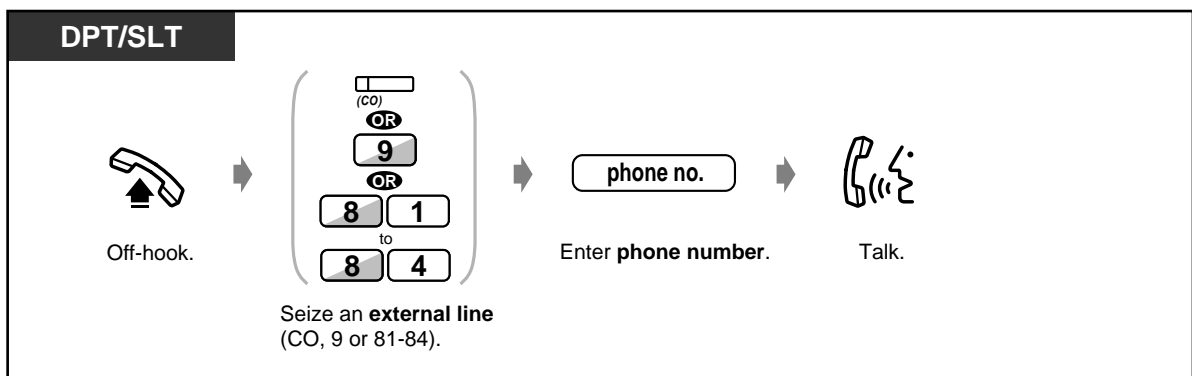 DPT/SLT
(CO)
OR
9
OR
8 1
to
8 4
phone no.
Off-hook.
Seize an external line
(CO, 9 or 81-84).
Enter phone number.
Talk.